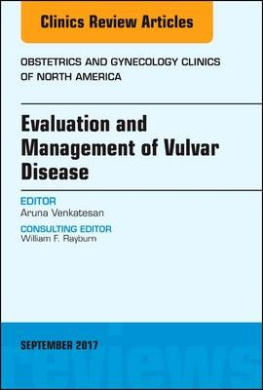 Clinics Review Articles
OBSTETRICS AND GYNECOLOGY CLINICS
OF NORTH AMERICA
Evaluation and
Management of Vulvar
Disease
EDITOR
Aruna Venkatesan
CONSULTING EDITOR
William F. Rayburn
SEPTEMBER 2017
reviews